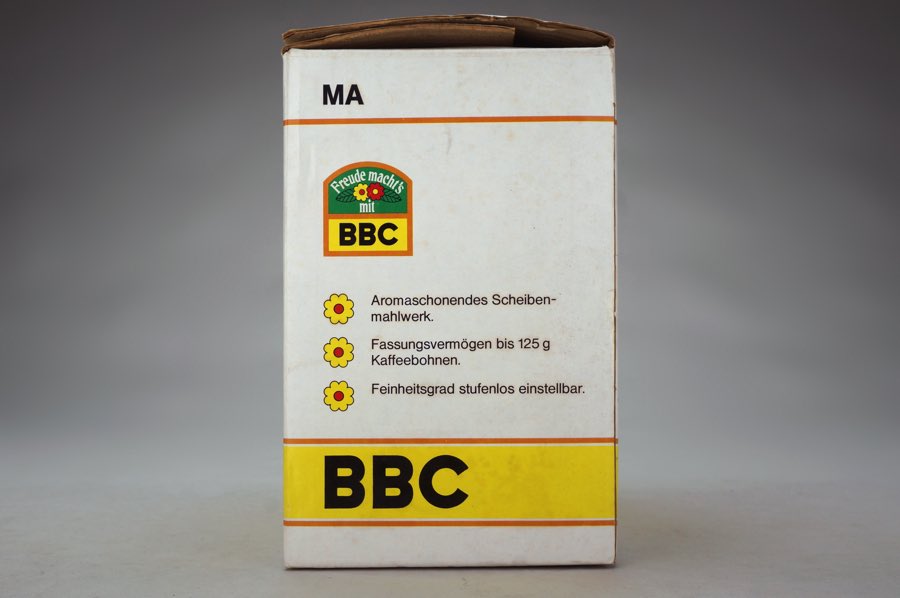 MA
Freude macht's
mit
BBC
Aromaschonendes Scheiben-
mahlwerk.
Fassungsvermögen bis 125 g
Kaffeebohnen.
Feinheitsgrad stufenlos einstellbar.
BBC